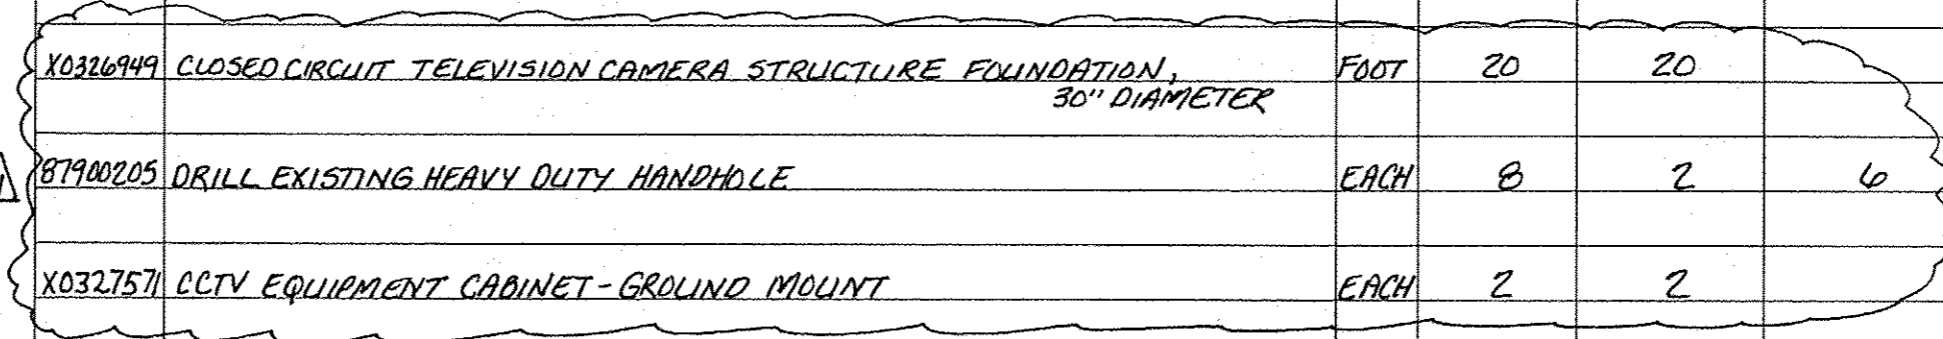 X0326949 CLOSED CIRCUIT TELEVISION CAMERA STRUCTURE FOUNDATION, FOOT 20 20
30" DIAMETER
87900205 DRILL EXISTING HEAVY DUTY HANDHOLE EACH 8 2 6
X0327571 CCTV EQUIPMENT CABINET - GROUND MOUNT EACH 2 2